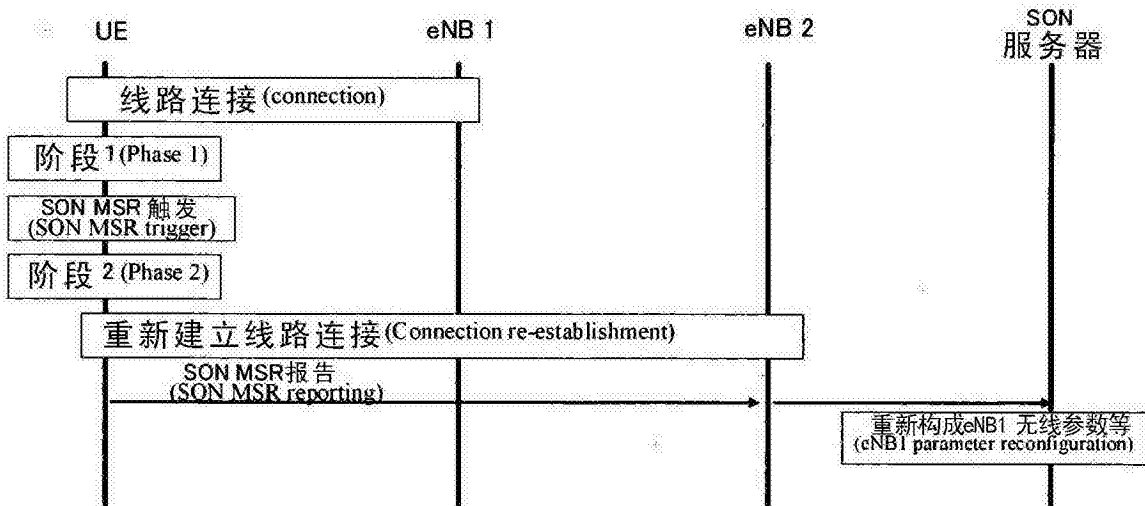 UE
eNB 1
eNB 2
SON
服务器
线路连接(connection)
阶段 1 (Phase 1)
SON MSR 触发
(SON MSR trigger)
阶段 2 (Phase 2)
重新建立线路连接(Connection re-establishment)
SON MSR报告
(SON MSR reporting)
重新构成eNB1 无线参数等
(eNB1 parameter reconfiguration)